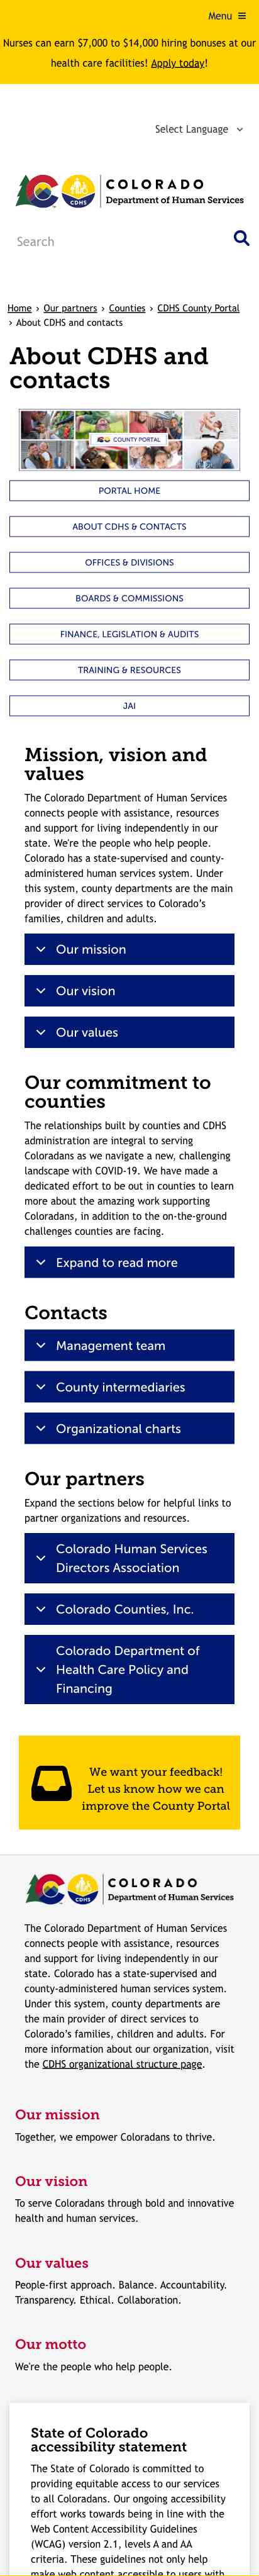 Menu ≡
Nurses can earn $7,000 to $14,000 hiring bonuses at our
health care facilities! Apply today!
Select Language
CDHS
COLORADO
Department of Human Services
Search
Home › Our partners › Counties › CDHS County Portal
› About CDHS and contacts
About CDHS and
contacts
COUNTY PORTAL
PORTAL HOME
ABOUT CDHS & CONTACTS
OFFICES & DIVISIONS
BOARDS & COMMISSIONS
FINANCE, LEGISLATION & AUDITS
TRAINING & RESOURCES
JAI
Mission, vision and
values
The Colorado Department of Human Services
connects people with assistance, resources
and support for living independently in our
state. We're the people who help people.
Colorado has a state-supervised and county-
administered human services system. Under
this system, county departments are the main
provider of direct services to Colorado’s
families, children and adults.
Our mission
Our vision
Our values
Our commitment to
counties
The relationships built by counties and CDHS
administration are integral to serving
Coloradans as we navigate a new, challenging
landscape with COVID-19. We have made a
dedicated effort to be out in counties to learn
more about the amazing work supporting
Coloradans, in addition to the on-the-ground
challenges counties are facing.
Expand to read more
Contacts
Management team
County intermediaries
Organizational charts
Our partners
Expand the sections below for helpful links to
partner organizations and resources.
Colorado Human Services
Directors Association
Colorado Counties, Inc.
Colorado Department of
Health Care Policy and
Financing
We want your feedback!
Let us know how we can
improve the County Portal
CDHS
COLORADO
Department of Human Services
The Colorado Department of Human Services
connects people with assistance, resources
and support for living independently in our
state. Colorado has a state-supervised and
county-administered human services system.
Under this system, county departments are
the main provider of direct services to
Colorado’s families, children and adults. For
more information about our organization, visit
the CDHS organizational structure page.
Our mission
Together, we empower Coloradans to thrive.
Our vision
To serve Coloradans through bold and innovative
health and human services.
Our values
People-first approach. Balance. Accountability.
Transparency. Ethical. Collaboration.
Our motto
We're the people who help people.
State of Colorado
accessibility statement
The State of Colorado is committed to
providing equitable access to our services
to all Coloradans. Our ongoing accessibility
effort works towards being in line with the
Web Content Accessibility Guidelines
(WCAG) version 2.1, levels A and AA
criteria. These guidelines not only help
make web content accessible to users with